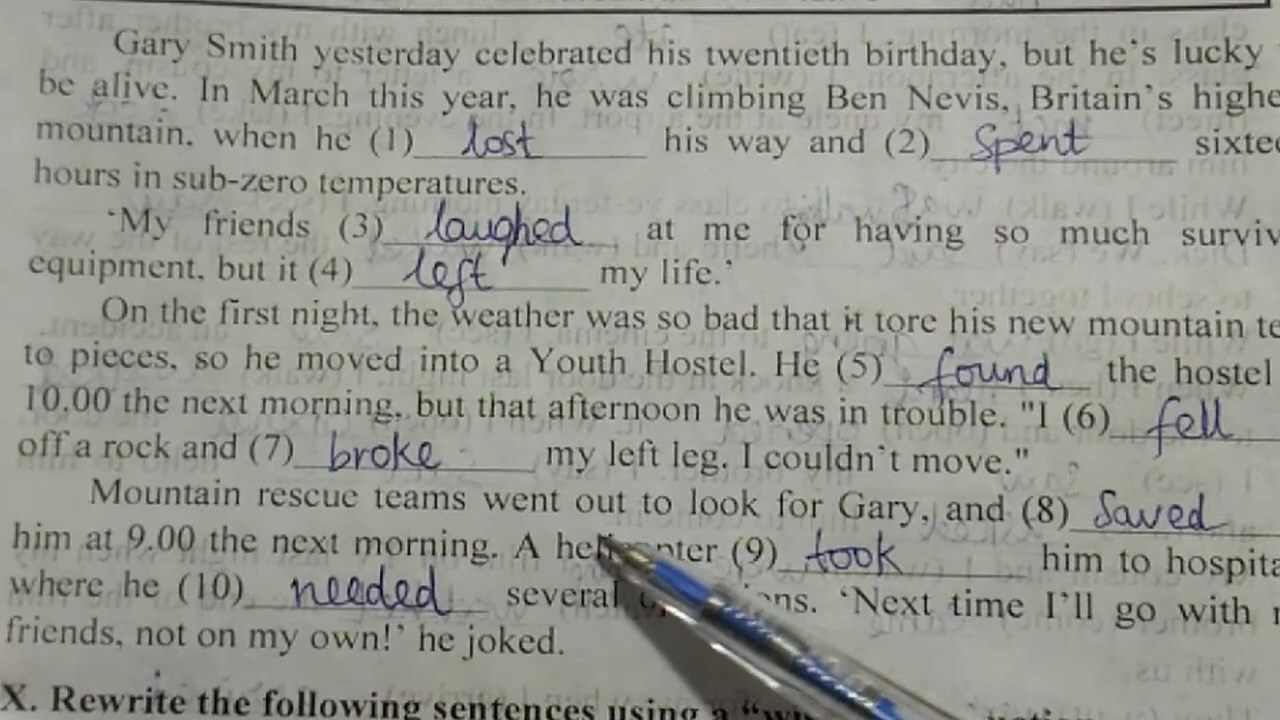 Gary Smith yesterday celebrated his twentieth birthday, but he's lucky
be alive. In March this year, he was climbing Ben Nevis, Britain's highe
mountain, when he (1) lost his way and (2) spent sixtee
hours in sub-zero temperatures.
'My friends (3) laughed at me for having so much surviv
equipment, but it (4) left my life.'
On the first night, the weather was so bad that it tore his new mountain te
to pieces, so he moved into a Youth Hostel. He (5) found the hostel
10.00 the next morning, but that afternoon he was in trouble. "I (6) fell
off a rock and (7) broke my left leg. I couldn't move."
Mountain rescue teams went out to look for Gary, and (8) saved
him at 9.00 the next morning. A (9) took him to hospita
where he (10) needed several 'Next time I'll go with
friends, not on my own!' he joked.
X. Rewrite the following sentences using a